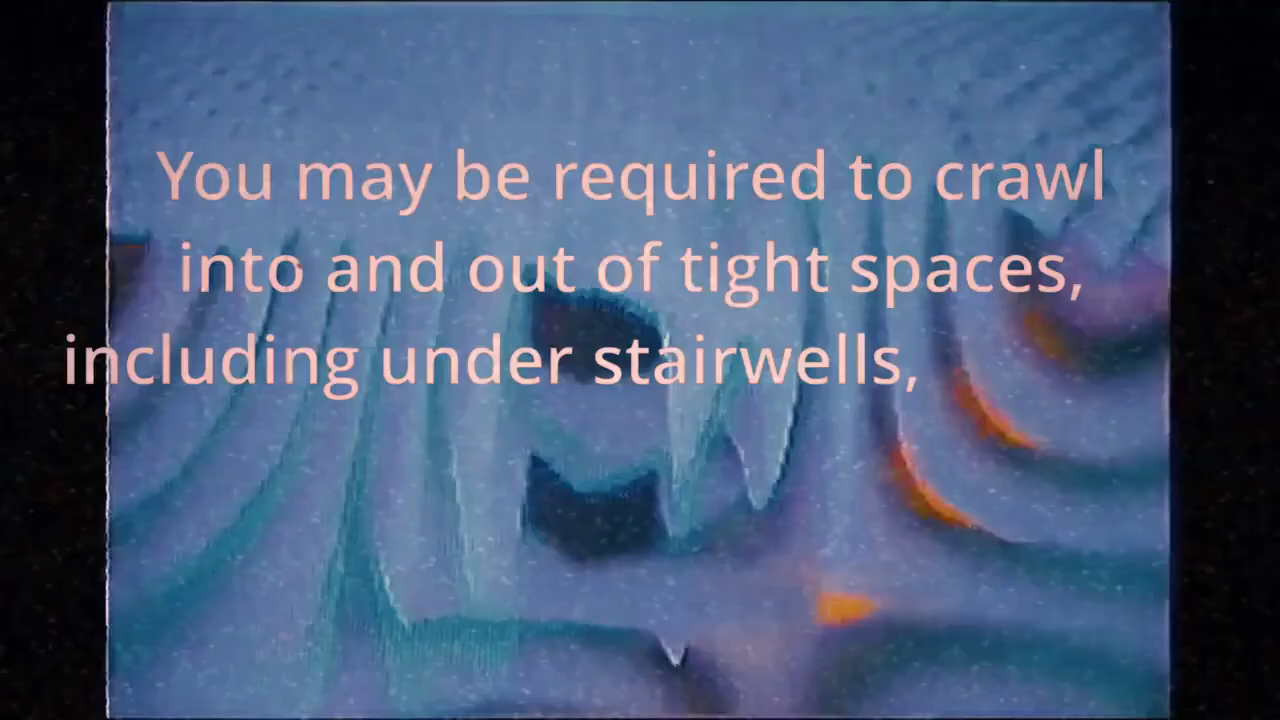 You may be required to crawl
into and out of tight spaces,
including under stairwells,